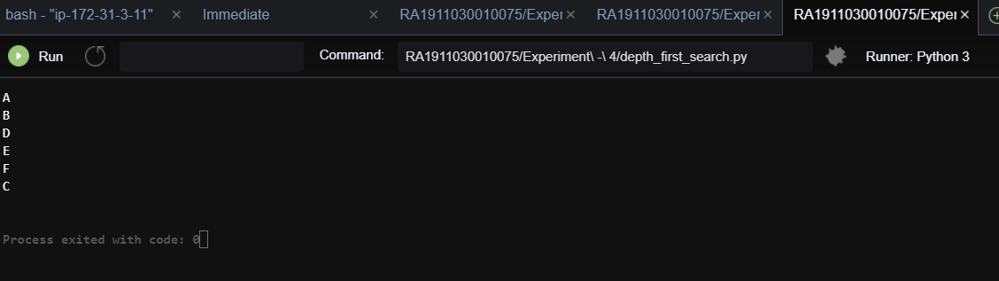 bash - "ip-172-31-3-11" Immediate RA1911030010075/Exper RA1911030010075/Exper RA1911030010075/Exper
Run Command: RA1911030010075/Experiment\ -\ 4/depth_first_search.py Runner: Python 3
A
B
D
E
F
C
Process exited with code: 0